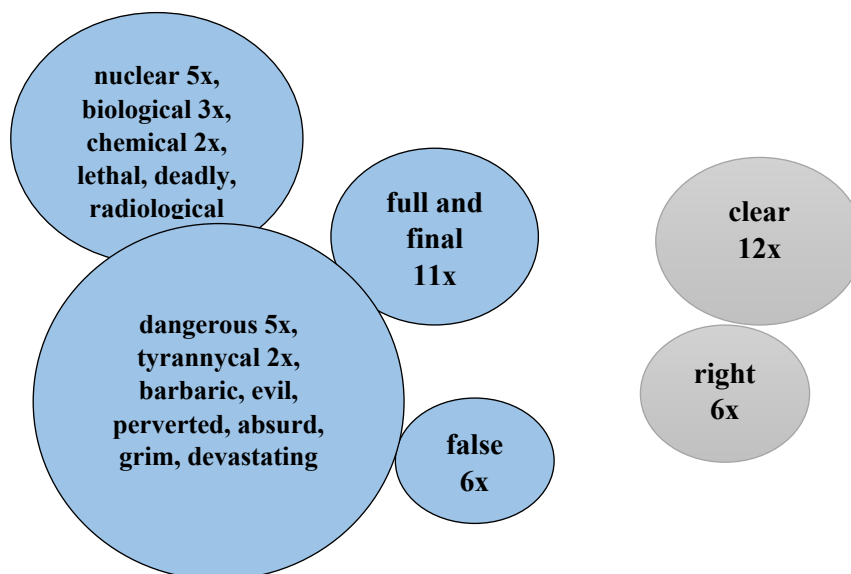 nuclear 5x,
biological 3x,
chemical 2x,
lethal, deadly,
radiological
full and
final
11x
clear
12x
dangerous 5x,
tyrannycal 2x,
barbaric, evil,
perverted, absurd,
grim, devastating
right
6x
false
6x